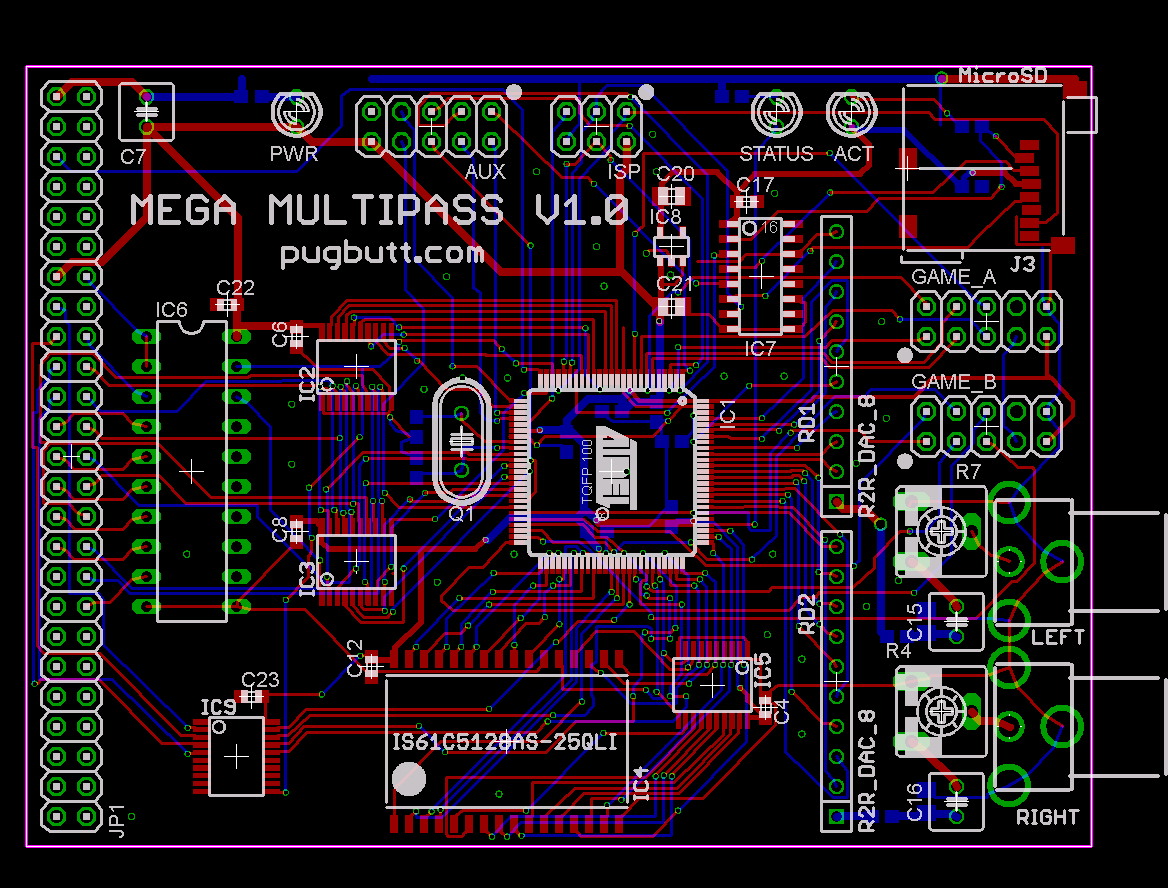 MicroSD
C7
PWR
AUX
ISP
STATUS
ACT
C20
C17
MEGA MULTIPASS V1.0
IC8
16
pugbutt.com
J3
C21
GAME_A
C22
IC6
C6
IC7
IC2
GAME_B
IC1
RD1
R2R_DAC_8
TQFP100
ATMEL
®
R7
Q1
C8
IC3
RD2
C15
LEFT
R4
C12
IC5
C23
IC9
C4
R2R_DAC_8
IS61C5128AS-25QLI
IC4
C16
JP1
RIGHT